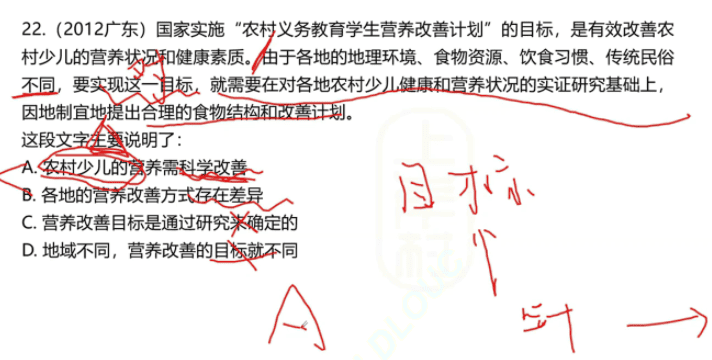 22.（2012广东）国家实施“农村义务教育学生营养改善计划”的目标，是有效改善农
村少儿的营养状况和健康素质。由于各地的地理环境、食物资源、饮食习惯、传统民俗
不同，要实现这一目标，就需要在对各地农村少儿健康和营养状况的实证研究基础上，
因地制宜地提出合理的食物结构和改善计划。
这段文字主要说明了：
A. 农村少儿的营养需科学改善
B. 各地的营养改善方式存在差异
C. 营养改善目标是通过研究来确定的
D. 地域不同，营养改善的目标就不同
目标
A